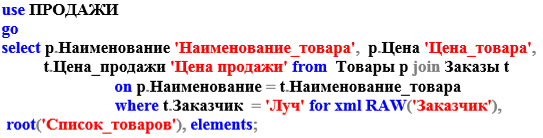 use ПРОДАЖИ
go
select p.Наименование 'Наименование_товара', p.Цена 'Цена_товара',
t.Цена_продажи 'Цена продажи' from Товары p join Заказы t
on p.Наименование = t.Наименование_товара
where t.Заказчик = 'Луч' for xml RAW('Заказчик'),
root('Список_товаров'), elements;